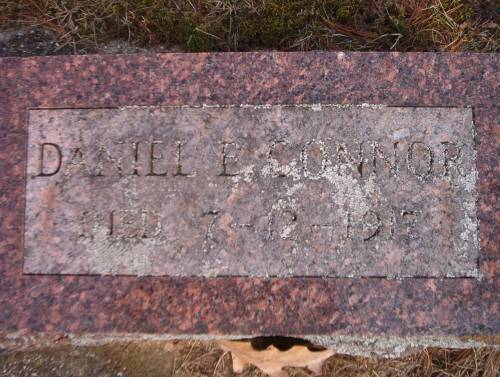 DANIEL E. CONNOR
DIED 7-12-1917